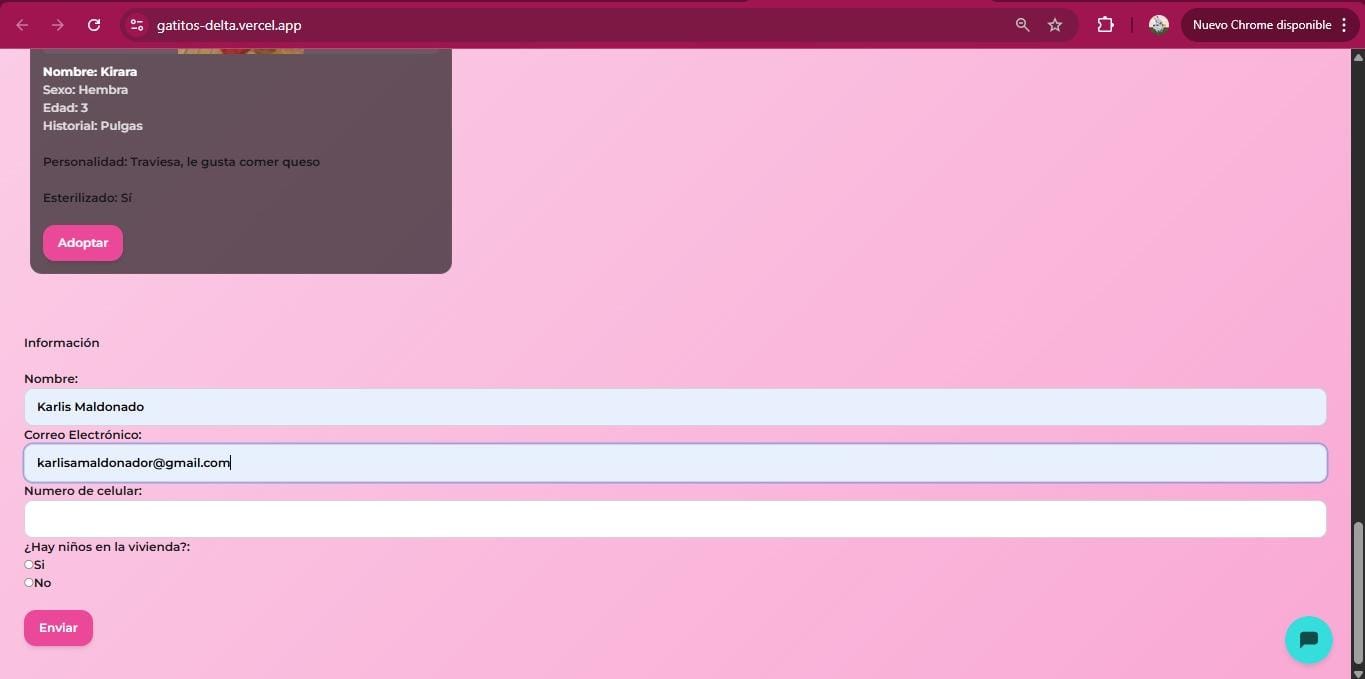 gatitos-delta.vercel.app
Nuevo Chrome disponible
Nombre: Kirara
Sexo: Hembra
Edad: 3
Historial: Pulgas
Personalidad: Traviesa, le gusta comer queso
Esterilizado: Sí
Adoptar
Información
Nombre:
Karlis Maldonado
Correo Electrónico:
karlisamaldonador@gmail.com
Numero de celular:
¿Hay niños en la vivienda?:
Si
No
Enviar